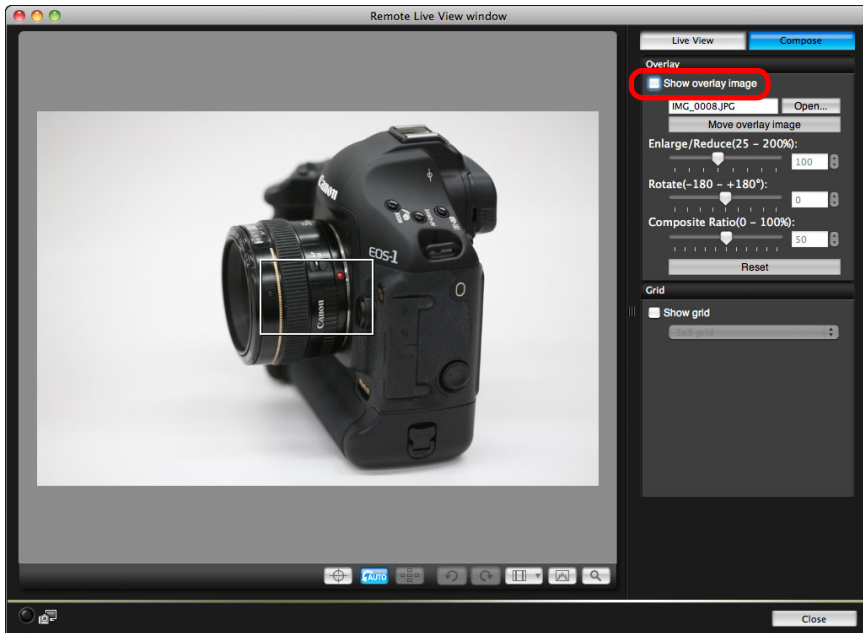 Remote Live View window
Live View
Compose
Overlay
Show overlay image
IMG_0008.JPG
Open...
Move overlay image
Enlarge/Reduce(25 – 200%):
100
Rotate(-180 – +180°):
0
Composite Ratio(0 – 100%):
50
Reset
Grid
Show grid
3x3 grid
Canon
EOS-1
Canon
AUTO
Close